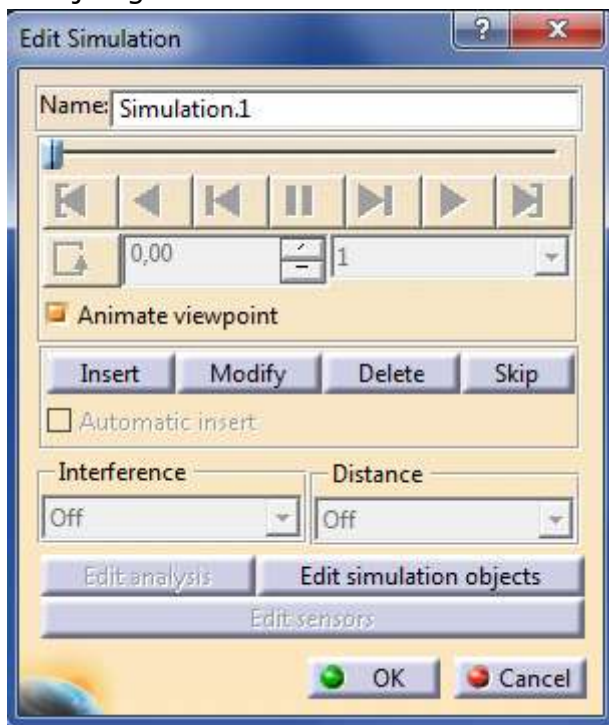 Edit Simulation ?
Name: Simulation.1
0,00 1
Animate viewpoint
Insert Modify Delete Skip
Automatic insert
Interference Distance
Off Off
Edit analysis Edit simulation objects
Edit sensors
OK Cancel